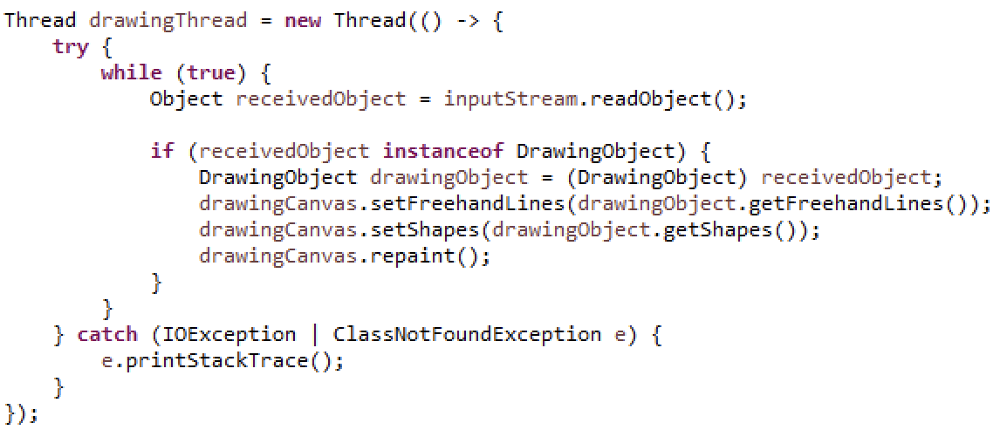 Thread drawingThread = new Thread(() -> {
    try {
        while (true) {
            Object receivedObject = inputStream.readObject();

            if (receivedObject instanceof DrawingObject) {
                DrawingObject drawingObject = (DrawingObject) receivedObject;
                drawingCanvas.setFreehandLines(drawingObject.getFreehandLines());
                drawingCanvas.setShapes(drawingObject.getShapes());
                drawingCanvas.repaint();
            }
        }
    } catch (IOException | ClassNotFoundException e) {
        e.printStackTrace();
    }
});